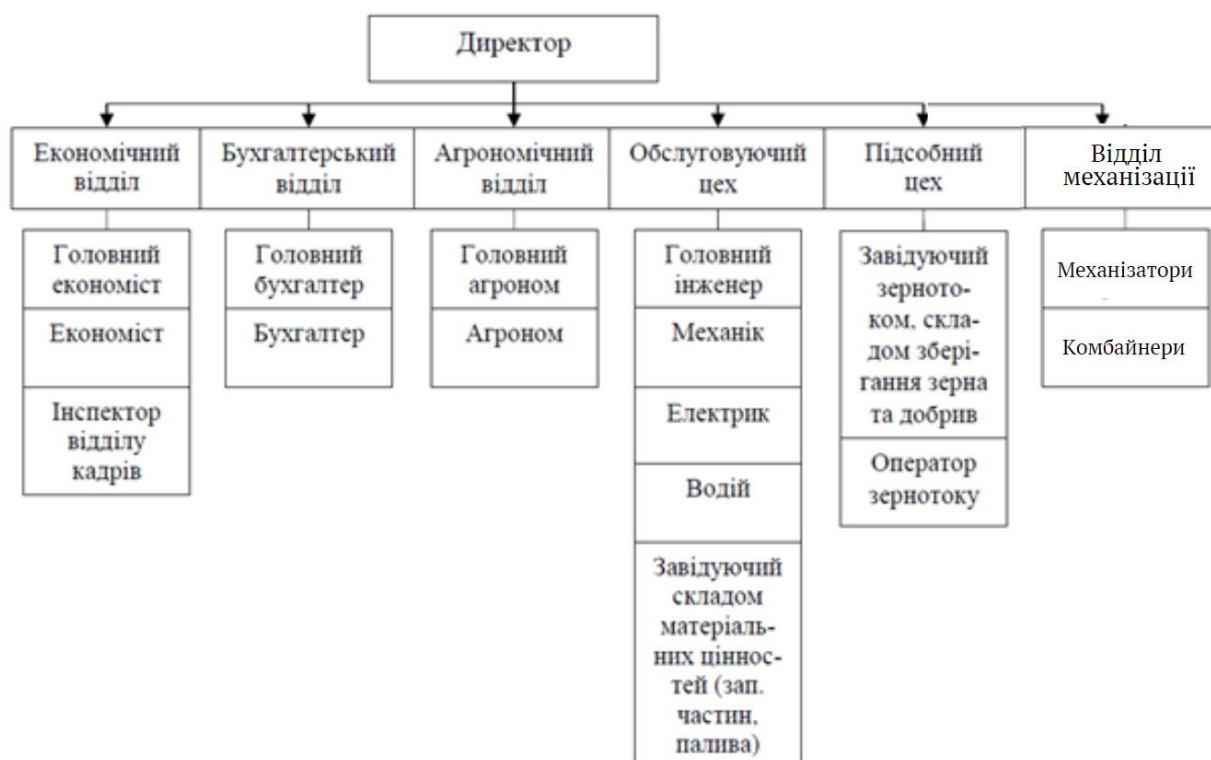 Директор
Економічний
відділ
Бухгалтерський
відділ
Агрономічний
відділ
Обслуговуючий
цех
Підсобний
цех
Відділ
механізації
Головний
економіст
Економіст
Інспектор
відділу
кадрів
Головний
бухгалтер
Бухгалтер
Головний
агроном
Агроном
Головний
інженер
Механік
Електрик
Водій
Завідуючий
складом
матеріаль-
них ціннос-
тей (зап.
частин,
палива)
Завідуючий
зерното-
ком, скла-
дом збері-
гання зерна
та добрив
Оператор
зернотоку
Механізатори
Комбайнери